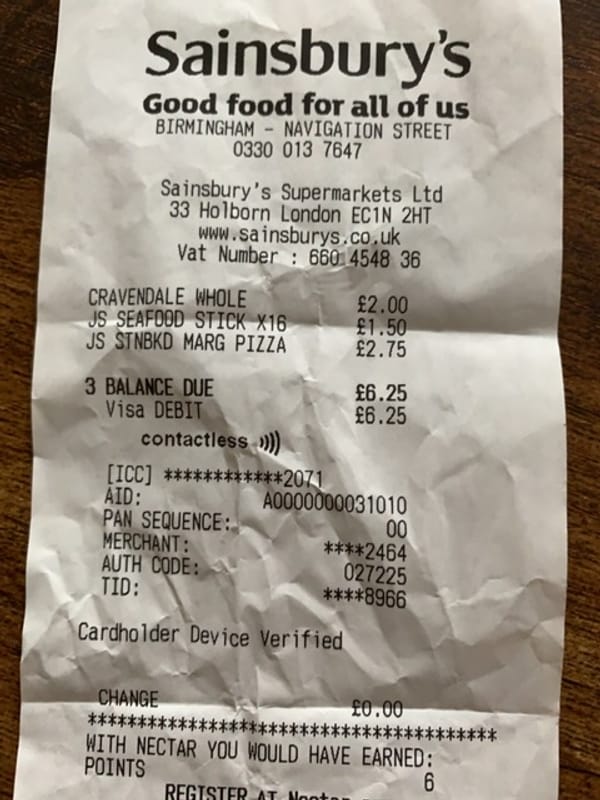 Sainsbury's
Good food for all of us
BIRMINGHAM - NAVIGATION STREET
0330 013 7647
Sainsbury's Supermarkets Ltd
33 Holborn London EC1N 2HT
www.sainsburys.co.uk
Vat Number : 660 4548 36
CRAVENDALE WHOLE £2.00
JS SEAFOOD STICK X16 £1.50
JS STNBKD MARG PIZZA £2.75
3 BALANCE DUE £6.25
Visa DEBIT £6.25
contactless
[ICC] ************2071
AID: A0000000031010
PAN SEQUENCE: 00
MERCHANT: ****2464
AUTH CODE: 027225
TID: ****8966
Cardholder Device Verified
CHANGE £0.00
*****************************************
WITH NECTAR YOU WOULD HAVE EARNED:
POINTS 6
REGISTER AT Nectar